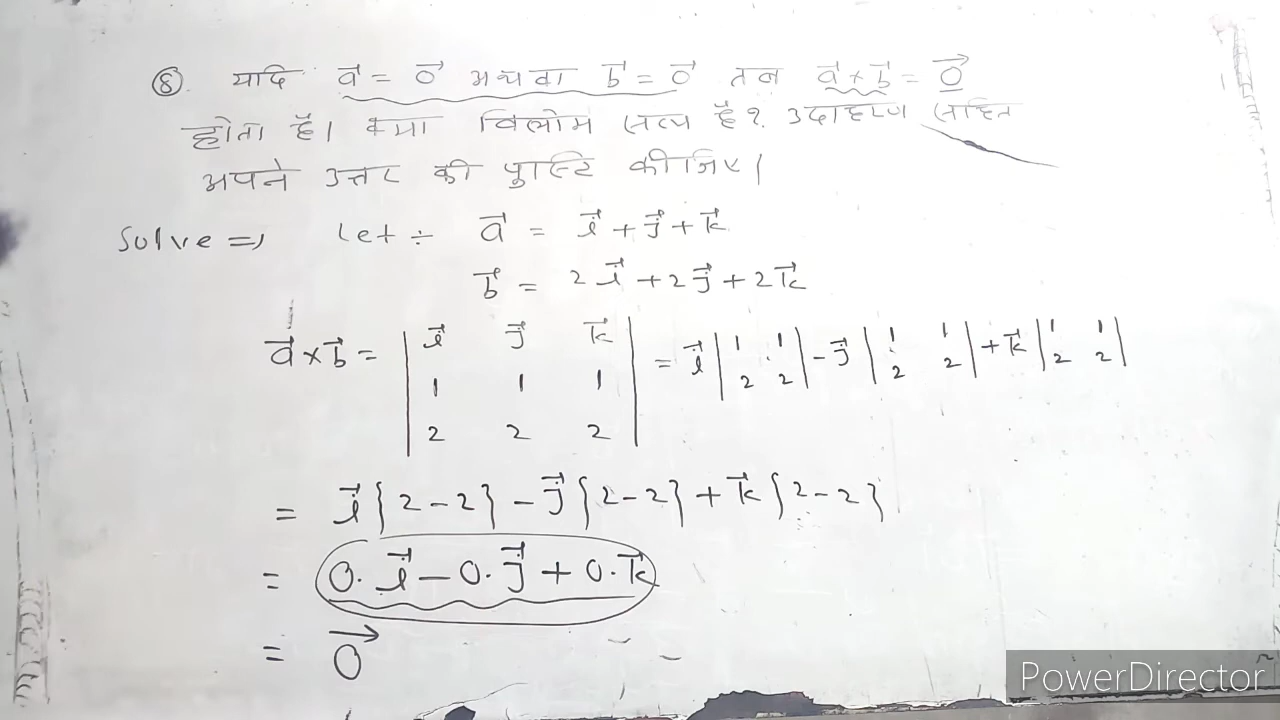 ⑧. यादि a⃗ = 0⃗ अथवा b⃗ = 0⃗ तब a⃗ × b⃗ = 0⃗
होता है। क्या विलोम सत्य है? उदाहरण सहित
अपने उत्तर की पुष्टि कीजिए।
Solve ⇒ Let ÷ a⃗ = i⃗ + j⃗ + k⃗
b⃗ = 2i⃗ + 2j⃗ + 2k⃗
a⃗ × b⃗ = | i⃗ j⃗ k⃗ | = i⃗ | 1 1 | - j⃗ | 1 1 | + k⃗ | 1 1 |
| 1 1 1 | | 2 2 | | 2 2 | | 2 2 |
| 2 2 2 |
= i⃗ {2-2} - j⃗ {2-2} + k⃗ {2-2}
= 0. i⃗ - 0. j⃗ + 0. k⃗
= 0⃗
PowerDirector